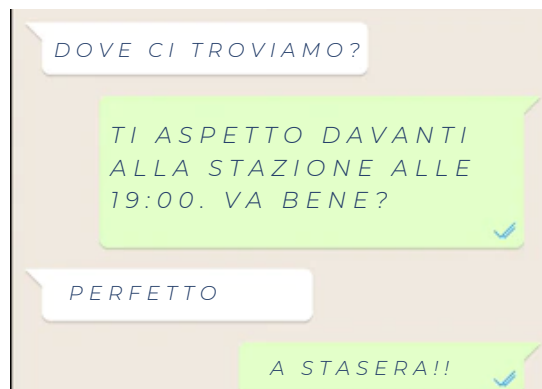 DOVE CI TROVIAMO?
TI ASPETTO DAVANTI
ALLA STAZIONE ALLE
19:00. VA BENE?
PERFETTO
A STASERA!!